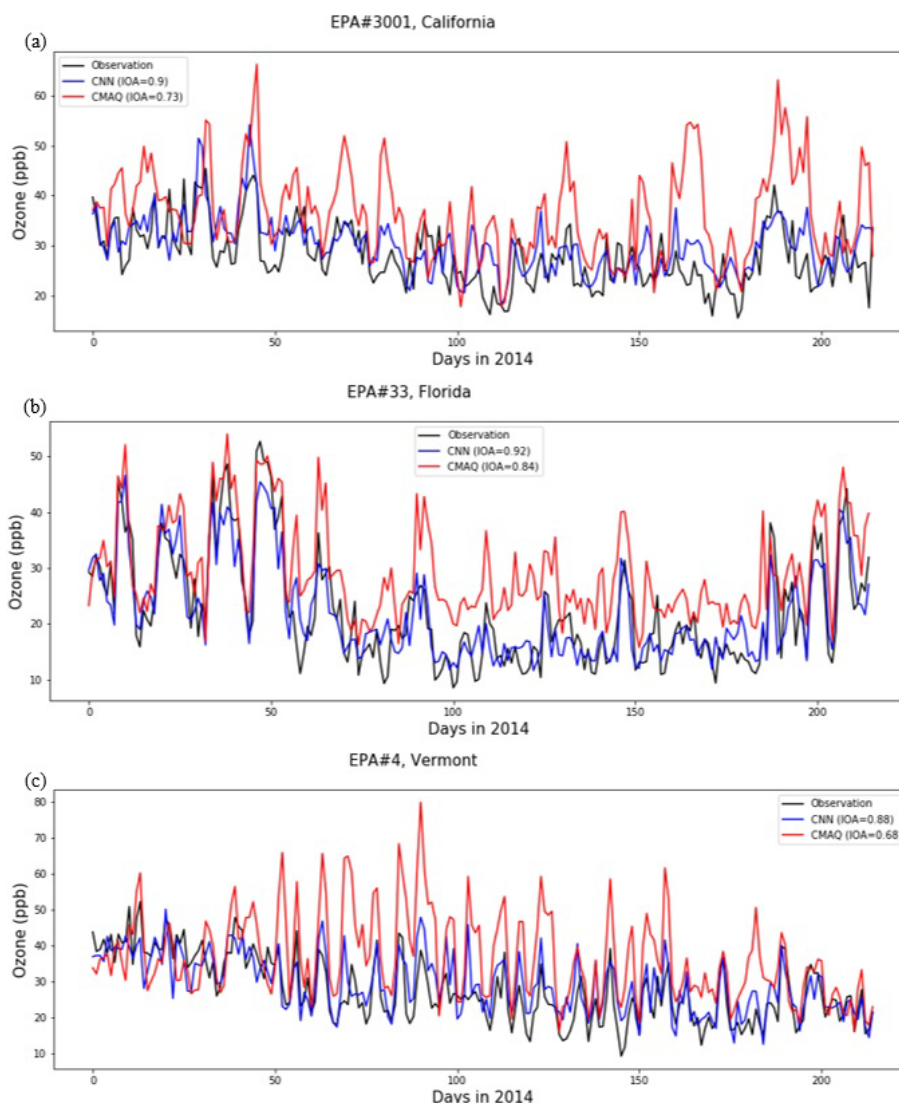 EPA#3001, California
(a)
Observation
CNN (IOA=0.9)
CMAQ (IOA=0.73)
Ozone (ppb)
60
50
40
30
20
0
50
100
150
200
Days in 2014
EPA#33, Florida
(b)
Observation
CNN (IOA=0.92)
CMAQ (IOA=0.84)
Ozone (ppb)
50
40
30
20
10
0
50
100
150
200
Days in 2014
EPA#4, Vermont
(c)
Observation
CNN (IOA=0.88)
CMAQ (IOA=0.68
Ozone (ppb)
80
70
60
50
40
30
20
10
0
50
100
150
200
Days in 2014